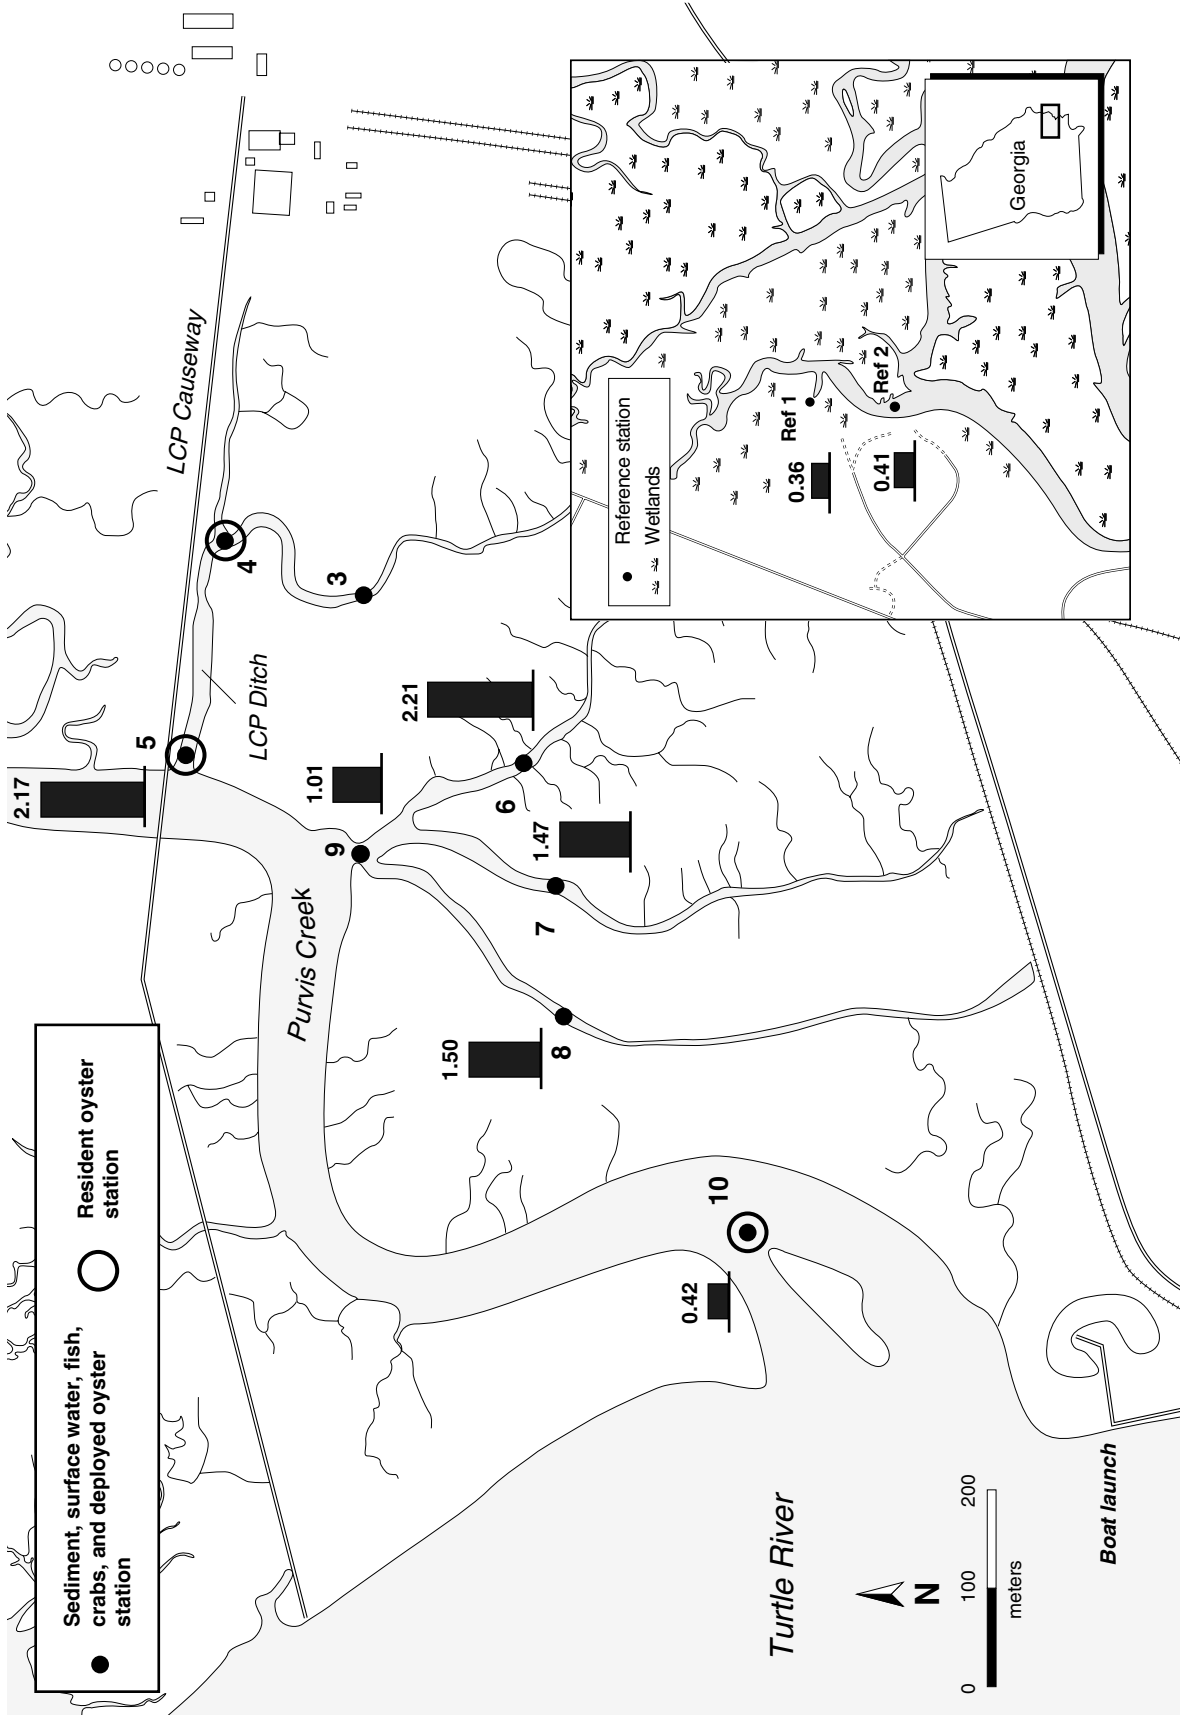 Sediment, surface water, fish,
crabs, and deployed oyster
station
Resident oyster
station
2.17
5
LCP Causeway
LCP Ditch
4
3
1.01
9
2.21
6
1.47
7
Purvis Creek
1.50
8
10
0.42
Turtle River
N
0
100
200
meters
Boat launch
Reference station
Wetlands
Ref 1
0.36
Ref 2
0.41
Georgia